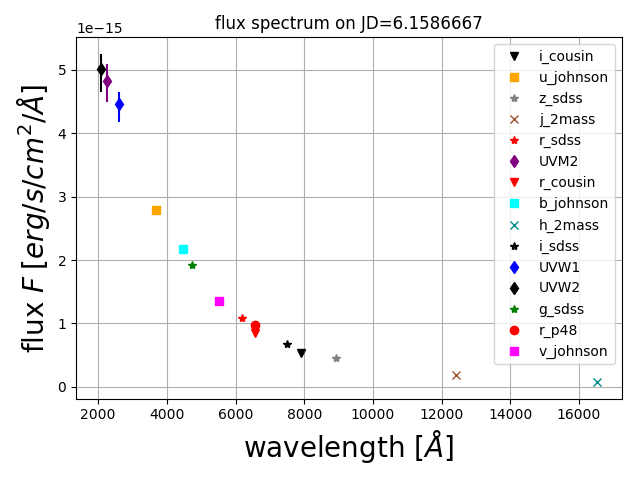 flux spectrum on JD=6.1586667
1e−15
5
4
3
2
1
0
flux F [erg/s/cm²/Å]
2000 4000 6000 8000 10000 12000 14000 16000
wavelength [Å]
i_cousin
u_johnson
z_sdss
j_2mass
r_sdss
UVM2
r_cousin
b_johnson
h_2mass
i_sdss
UVW1
UVW2
g_sdss
r_p48
v_johnson